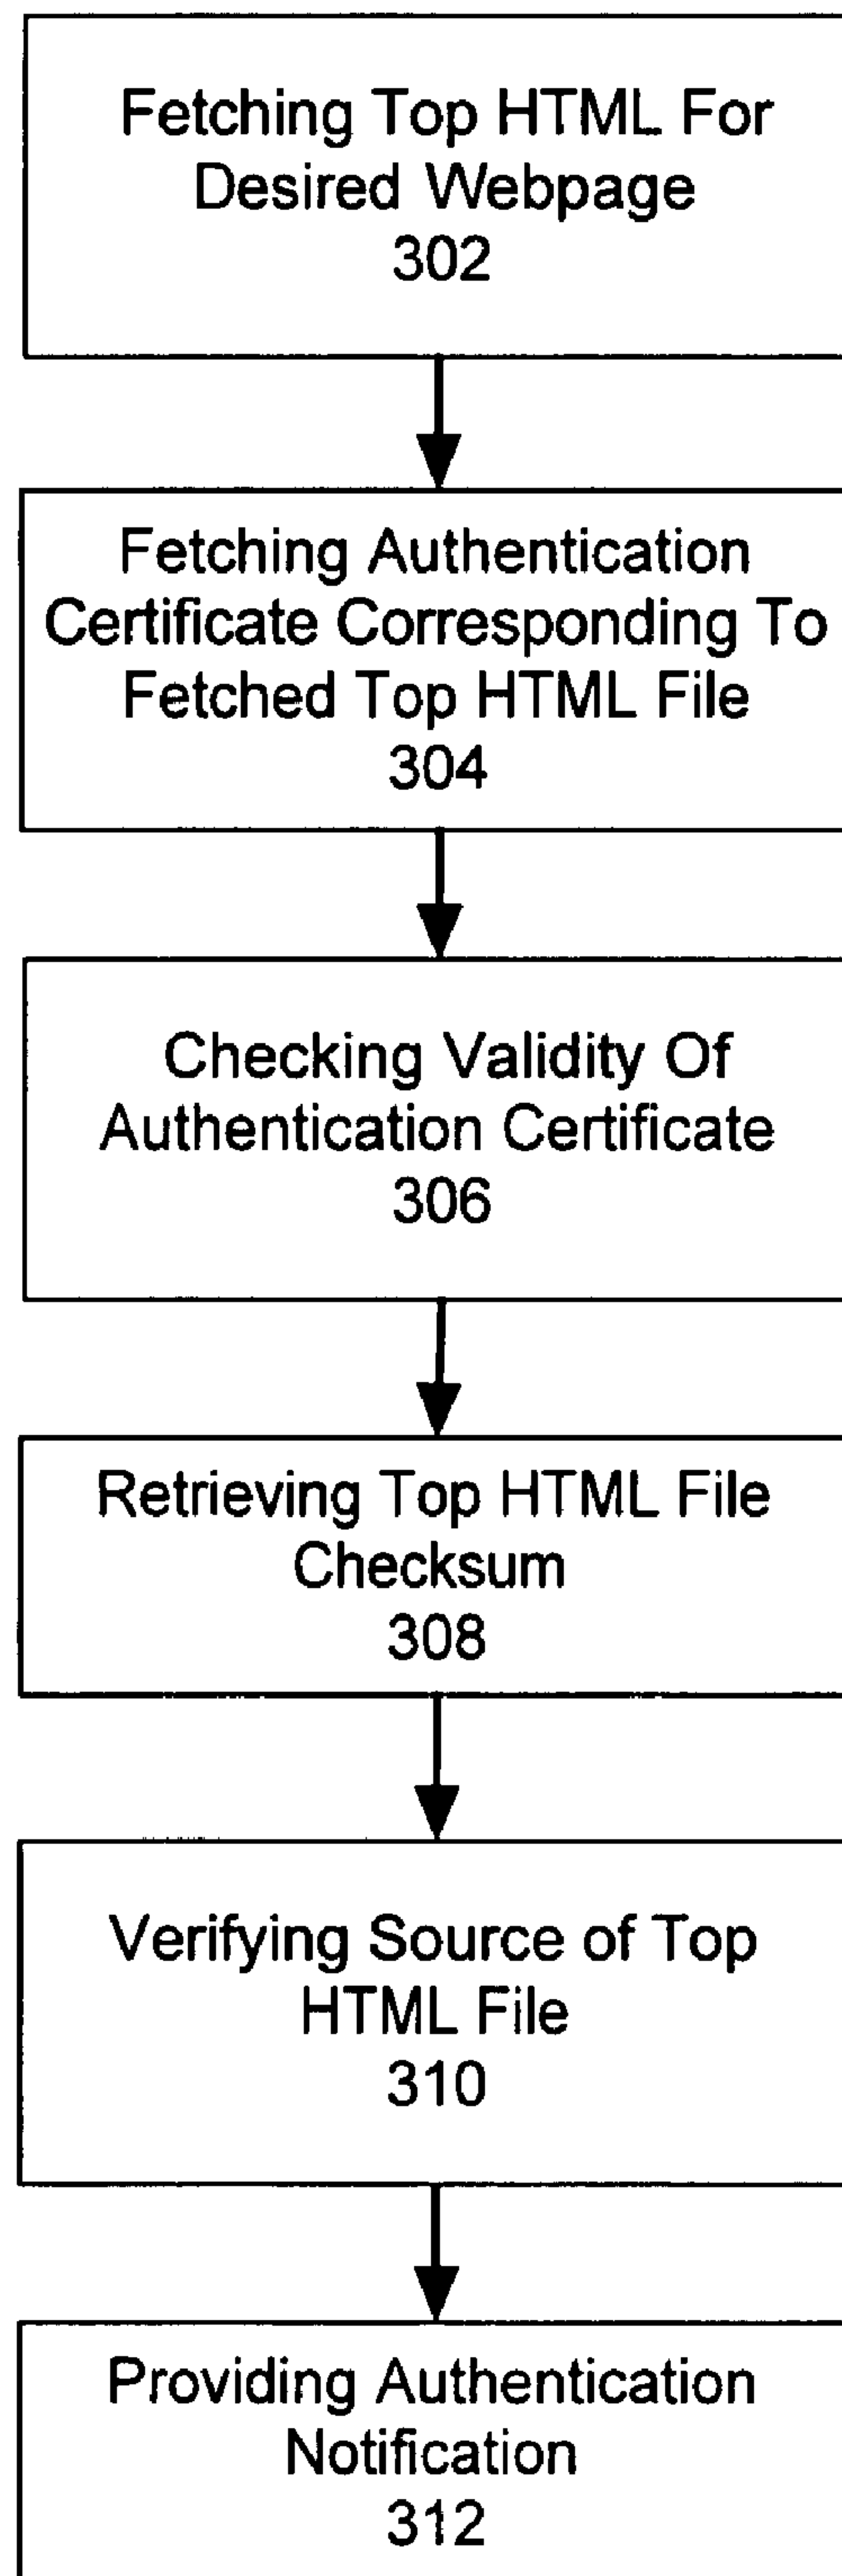 Fetching Top HTML For
Desired Webpage
302
Fetching Authentication
Certificate Corresponding To
Fetched Top HTML File
304
Checking Validity Of
Authentication Certificate
306
Retrieving Top HTML File
Checksum
308
Verifying Source of Top
HTML File
310
Providing Authentication
Notification
312